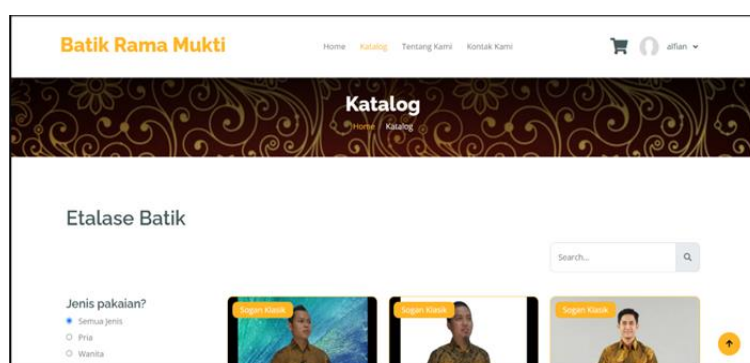 Batik Rama Mukti
Home Katalog Tentang Kami Kontak Kami
alfian
Katalog
Home Katalog
Etalase Batik
Search...
Jenis pakaian?
Semua Jenis
Pria
Wanita
Sogan Klasik
Sogan Klasik
Sogan Klasik